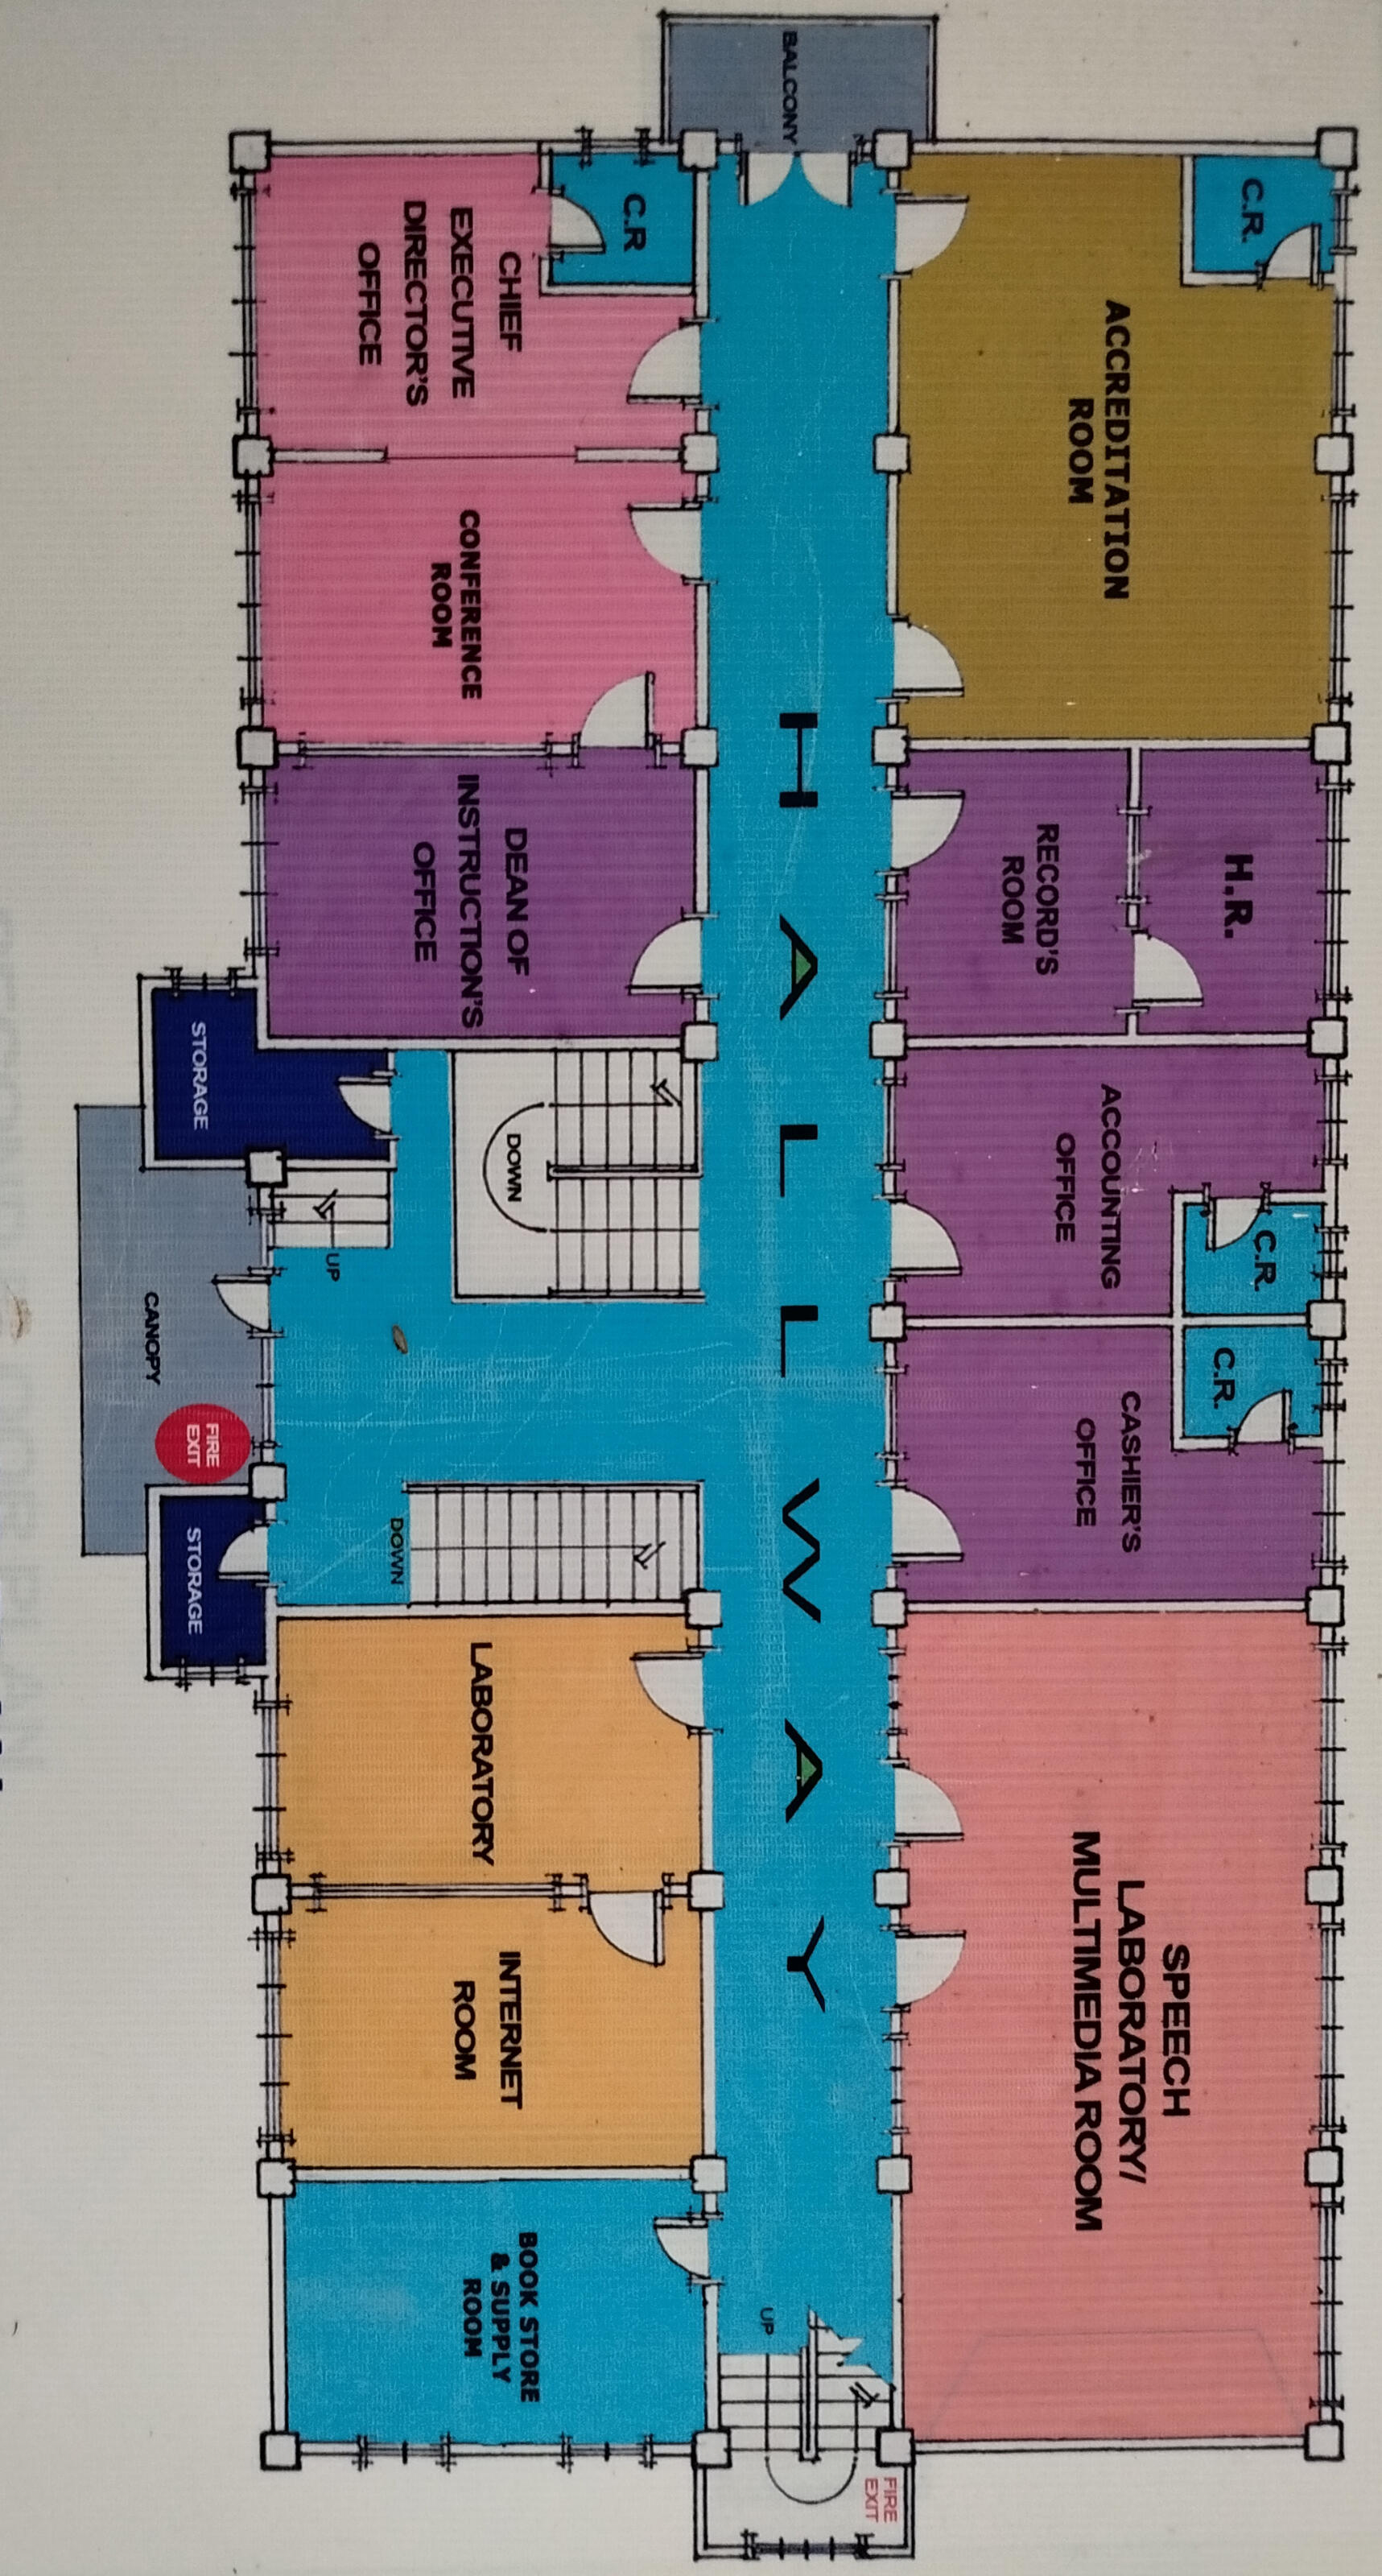 BALCONY
C.R.
ACCREDITATION
ROOM
H.R.
RECORD'S
ROOM
ACCOUNTING
OFFICE
C.R.
C.R.
CASHIER'S
OFFICE
SPEECH
LABORATORY/
MULTIMEDIA ROOM
HALLWAY
UP
FIRE
EXIT
C.R
CHIEF
EXECUTIVE
DIRECTOR'S
OFFICE
CONFERENCE
ROOM
DEAN OF
INSTRUCTION'S
OFFICE
DOWN
DOWN
UP
STORAGE
CANOPY
FIRE
EXIT
STORAGE
LABORATORY
INTERNET
ROOM
BOOK STORE
& SUPPLY
ROOM